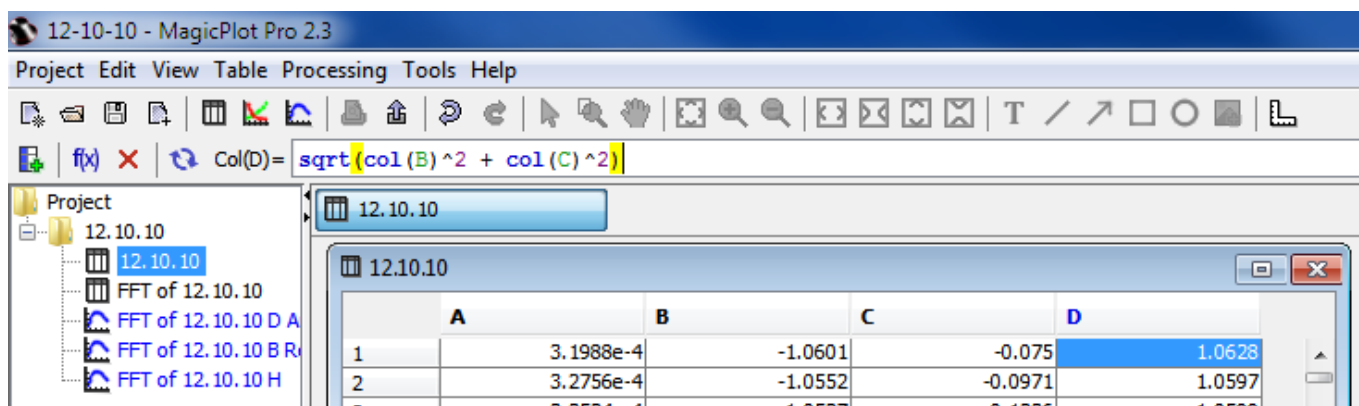 12-10-10 - MagicPlot Pro 2.3
Project Edit View Table Processing Tools Help
T
f(x) Col(D)= sqrt(col(B)^2 + col(C)^2)
Project
12.10.10
12.10.10
FFT of 12.10.10
FFT of 12.10.10 D A
FFT of 12.10.10 B R
FFT of 12.10.10 H
12.10.10
12.10.10
A B C D
1 3.1988e-4 -1.0601 -0.075 1.0628
2 3.2756e-4 -1.0552 -0.0971 1.0597